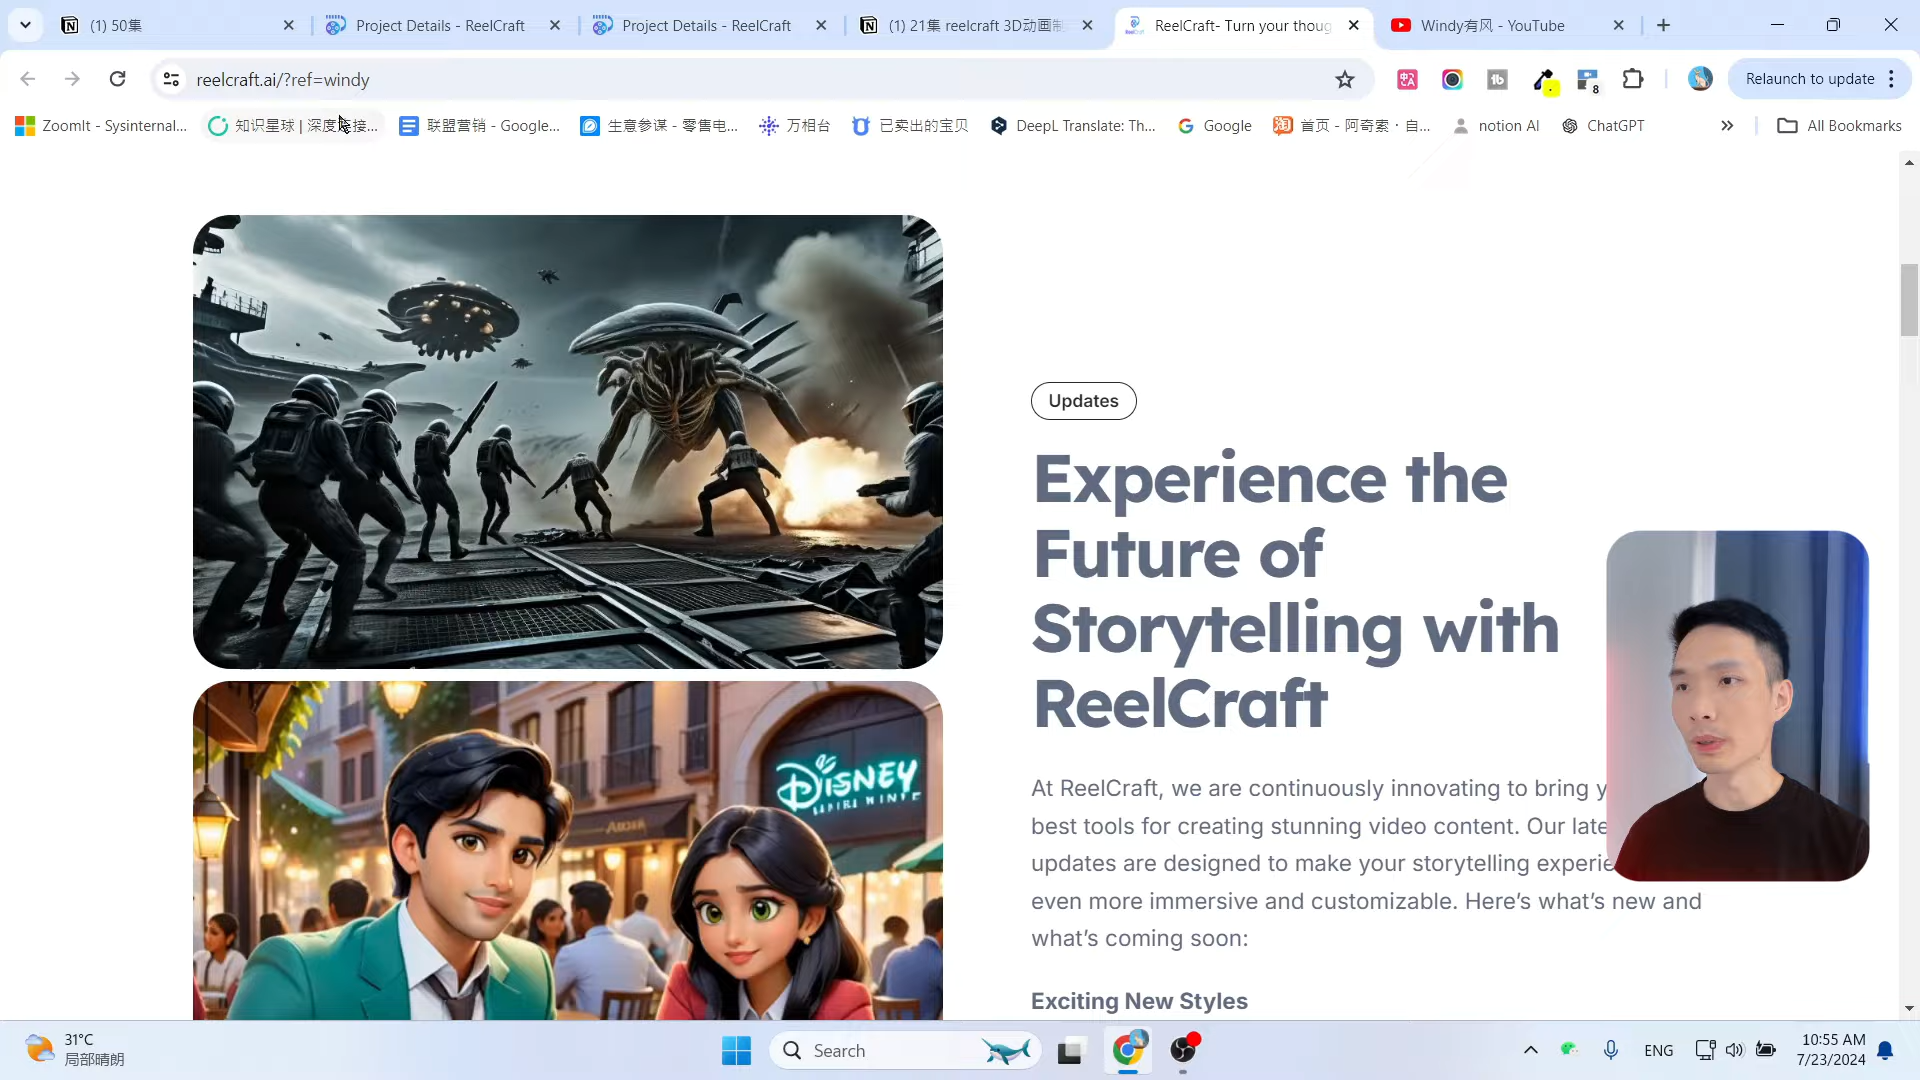 (1) 50集
Project Details - ReelCraft
Project Details - ReelCraft
(1) 21集 reelcraft 3D动画制
ReelCraft- Turn your thoug
Windy有风 - YouTube
reelcraft.ai/?ref=windy
8
Relaunch to update
ZoomIt - Sysinternal...
知识星球 | 深度连接...
联盟营销 - Google...
生意参谋 - 零售电...
万相台
已卖出的宝贝
DeepL Translate: Th...
Google
首页 - 阿奇索 · 自...
notion AI
ChatGPT
All Bookmarks
Updates
Experience the
Future of
Storytelling with
ReelCraft
At ReelCraft, we are continuously innovating to bring y
best tools for creating stunning video content. Our late
updates are designed to make your storytelling experie
even more immersive and customizable. Here's what's new and
what's coming soon:
Exciting New Styles
DISNEY
31°C
局部晴朗
Search
ENG
10:55 AM
7/23/2024